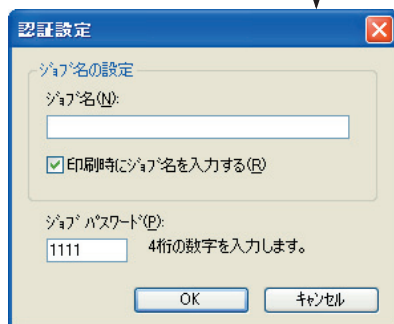 認証設定
ｼﾞｮﾌﾞ名の設定
ｼﾞｮﾌﾞ名(N):
印刷時にｼﾞｮﾌﾞ名を入力する(R)
ｼﾞｮﾌﾞ ﾊﾟｽﾜｰﾄﾞ(P):
1111 4桁の数字を入力します。
OK ｷｬﾝｾﾙ